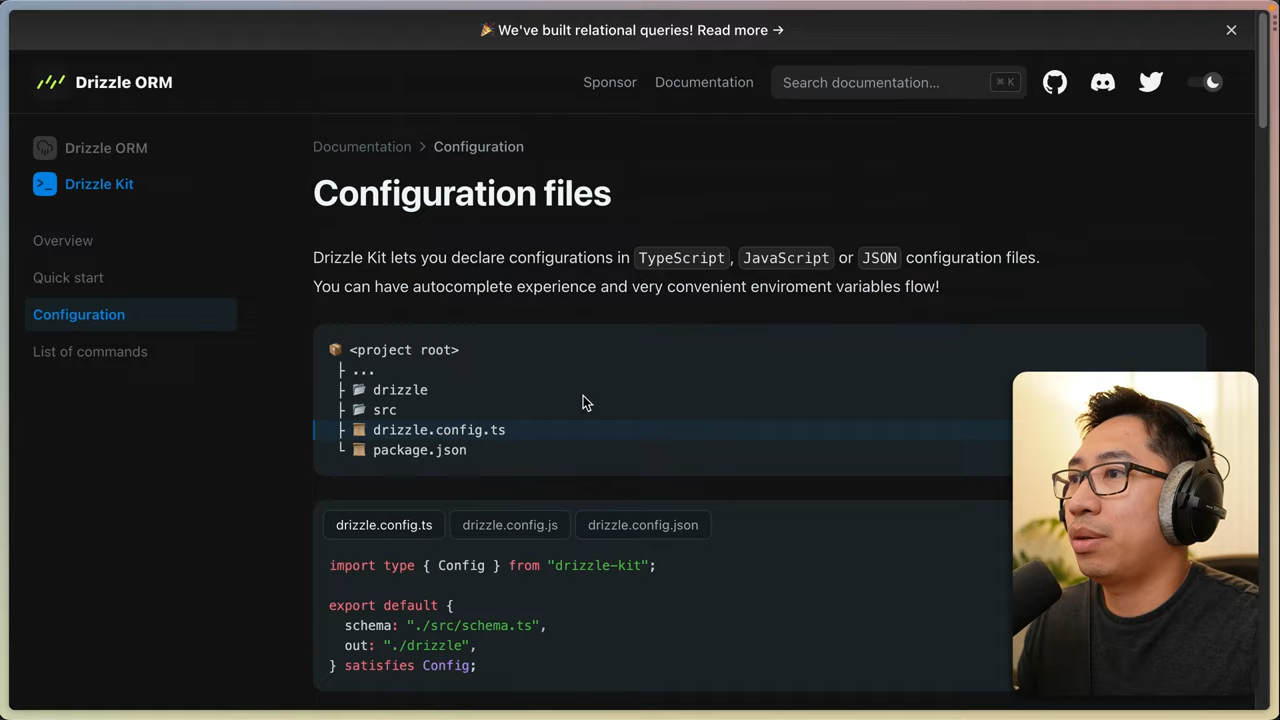 🎉 We've built relational queries! Read more →
Drizzle ORM
Sponsor
Documentation
Search documentation...
⌘ K
Drizzle ORM
Drizzle Kit
Overview
Quick start
Configuration
List of commands
Documentation > Configuration
Configuration files
Drizzle Kit lets you declare configurations in TypeScript, JavaScript or JSON configuration files.
You can have autocomplete experience and very convenient enviroment variables flow!
📦 <project root>
├ ...
├ 📂 drizzle
├ 📂 src
├ 📜 drizzle.config.ts
└ 📜 package.json
drizzle.config.ts
drizzle.config.js
drizzle.config.json
import type { Config } from "drizzle-kit";
export default {
schema: "./src/schema.ts",
out: "./drizzle",
} satisfies Config;